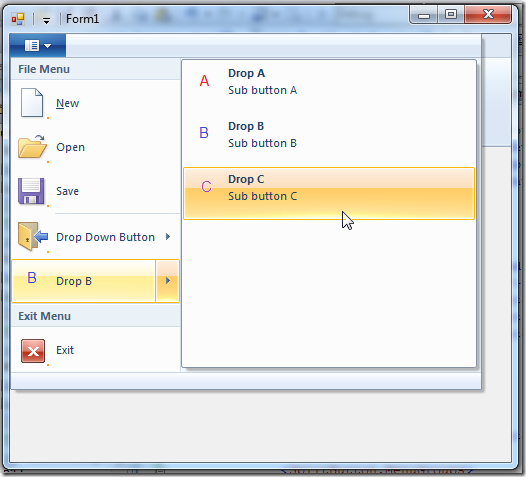 Form1
File Menu
New
Open
Save
Drop Down Button
B Drop B
Exit Menu
Exit
A Drop A
Sub button A
B Drop B
Sub button B
C Drop C
Sub button C